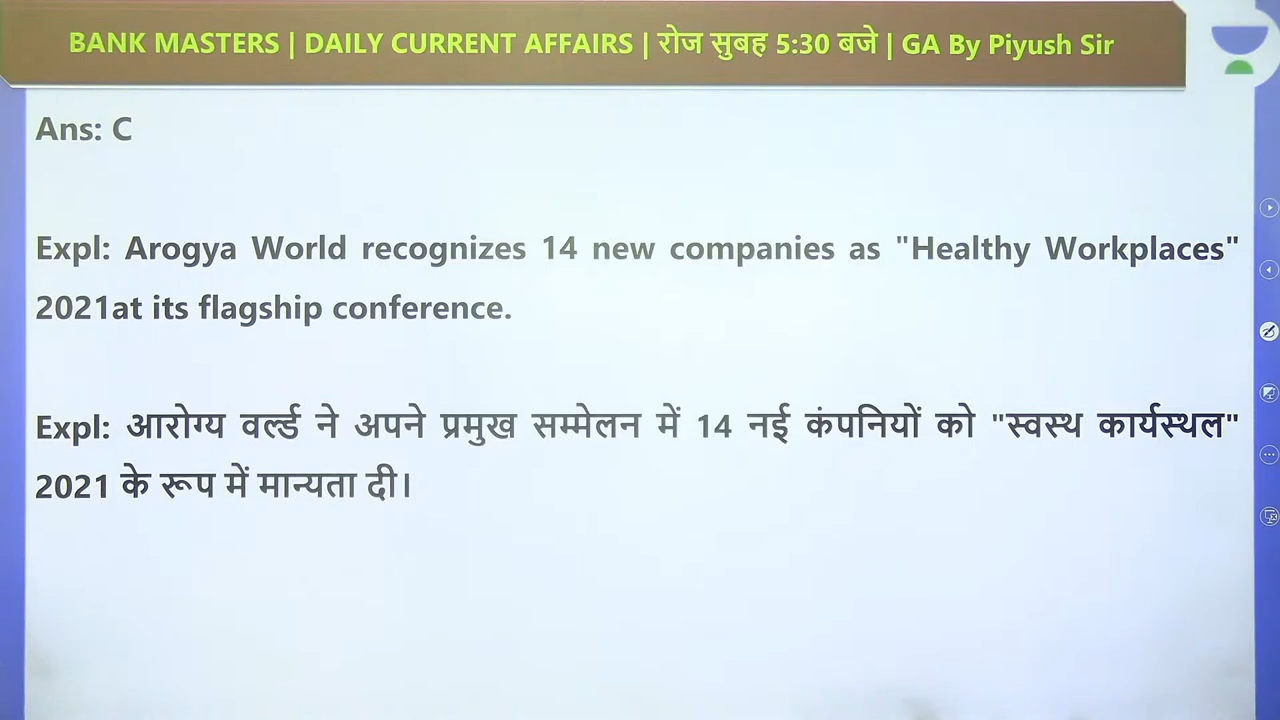 BANK MASTERS | DAILY CURRENT AFFAIRS | रोज सुबह 5:30 बजे | GA By Piyush Sir
Ans: C
Expl: Arogya World recognizes 14 new companies as "Healthy Workplaces"
2021at its flagship conference.
Expl: आरोग्य वर्ल्ड ने अपने प्रमुख सम्मेलन में 14 नई कंपनियों को "स्वस्थ कार्यस्थल"
2021 के रूप में मान्यता दी।